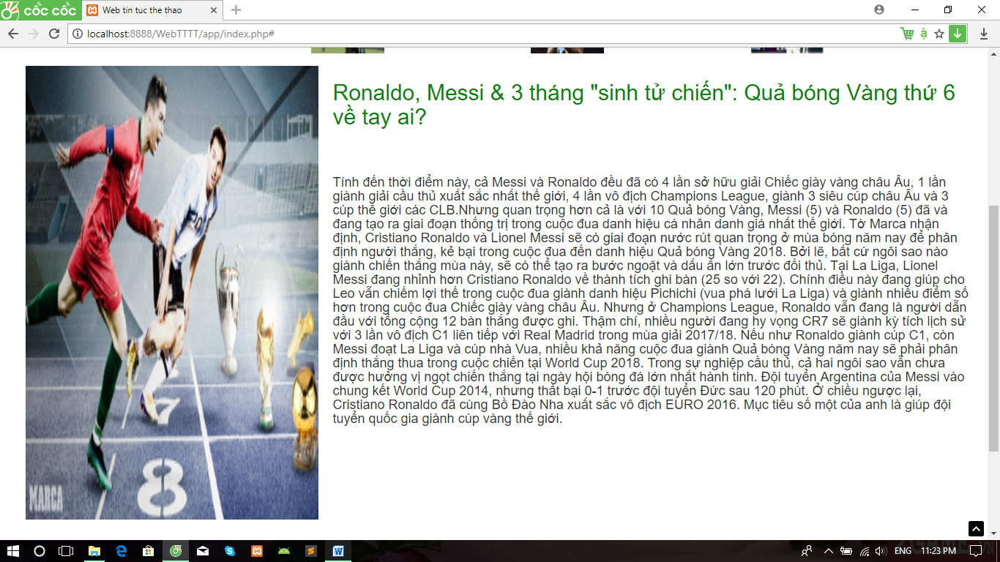 cốc cốc
Web tin tuc the thao
localhost:8888/WebTTTT/app/index.php#
Ronaldo, Messi & 3 tháng "sinh tử chiến": Quả bóng Vàng thứ 6
về tay ai?
Tính đến thời điểm này, cả Messi và Ronaldo đều đã có 4 lần sở hữu giải Chiếc giày vàng châu Âu, 1 lần
giành giải cầu thủ xuất sắc nhất thế giới, 4 lần vô địch Champions League, giành 3 siêu cúp châu Âu và 3
cúp thế giới các CLB.Nhưng quan trọng hơn cả là với 10 Quả bóng Vàng, Messi (5) và Ronaldo (5) đã và
đang tạo ra giai đoạn thống trị trong cuộc đua danh hiệu cá nhân danh giá nhất thế giới. Tờ Marca nhận
định, Cristiano Ronaldo và Lionel Messi sẽ có giai đoạn nước rút quan trọng ở mùa bóng năm nay để phân
định người thắng, kẻ bại trong cuộc đua đến danh hiệu Quả bóng Vàng 2018. Bởi lẽ, bất cứ ngôi sao nào
giành chiến thắng mùa này, sẽ có thể tạo ra bước ngoặt và dấu ấn lớn trước đối thủ. Tại La Liga, Lionel
Messi đang nhỉnh hơn Cristiano Ronaldo về thành tích ghi bàn (25 so với 22). Chính điều này đang giúp cho
Leo vẫn chiếm lợi thế trong cuộc đua giành danh hiệu Pichichi (vua phá lưới La Liga) và giành nhiều điểm số
hơn trong cuộc đua Chiếc giày vàng châu Âu. Nhưng ở Champions League, Ronaldo vẫn đang là người dẫn
đầu với tổng cộng 12 bàn thắng được ghi. Thậm chí, nhiều người đang hy vọng CR7 sẽ giành kỳ tích lịch sử
với 3 lần vô địch C1 liên tiếp với Real Madrid trong mùa giải 2017/18. Nếu như Ronaldo giành cúp C1, còn
Messi đoạt La Liga và cúp nhà Vua, nhiều khả năng cuộc đua giành Quả bóng Vàng năm nay sẽ phải phân
định thắng thua trong cuộc chiến tại World Cup 2018. Trong sự nghiệp cầu thủ, cả hai ngôi sao vẫn chưa
được hưởng vị ngọt chiến thắng tại ngày hội bóng đá lớn nhất hành tinh. Đội tuyển Argentina của Messi vào
chung kết World Cup 2014, nhưng thất bại 0-1 trước đội tuyển Đức sau 120 phút. Ở chiều ngược lại,
Cristiano Ronaldo đã cùng Bồ Đào Nha xuất sắc vô địch EURO 2016. Mục tiêu số một của anh là giúp đội
tuyển quốc gia giành cúp vàng thế giới.
10
7
8
MARCA
ENG
11:23 PM